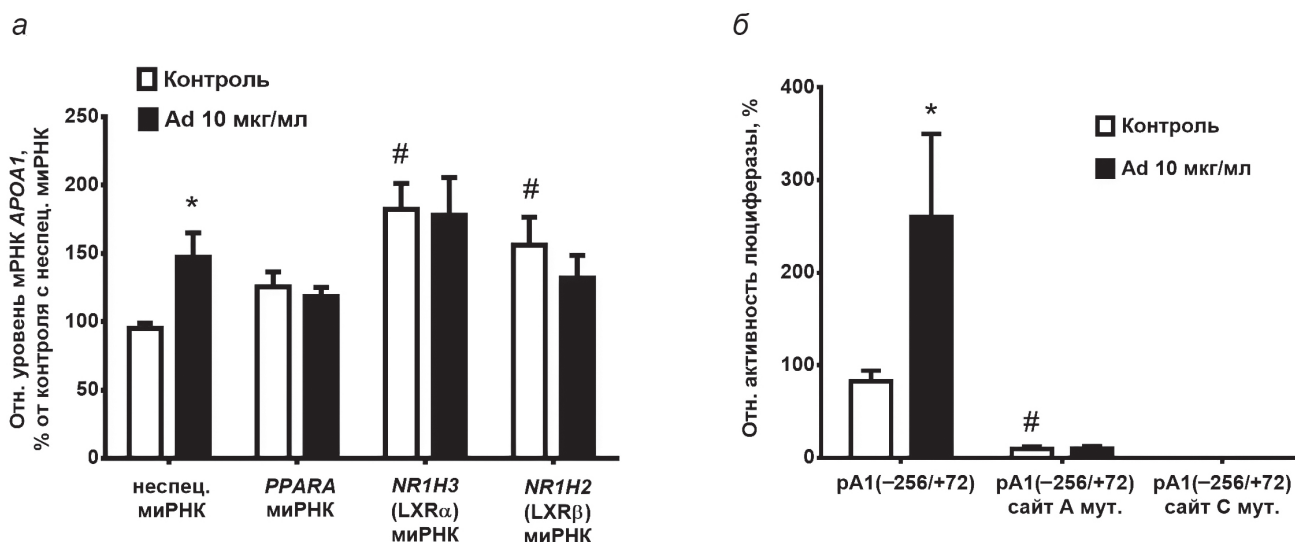 а
Контроль
Ad 10 мкг/мл
Отн. уровень мРНК APOA1,
% от контроля с неспец. миРНК
250
200
150
100
50
0
*
#
#
неспец.
миРНК
PPARA
миРНК
NR1H3
(LXRα)
миРНК
NR1H2
(LXRβ)
миРНК
б
Контроль
Ad 10 мкг/мл
Отн. активность люциферазы, %
400
300
200
100
0
*
#
pA1(–256/+72)
pA1(–256/+72)
сайт A мут.
pA1(–256/+72)
сайт C мут.